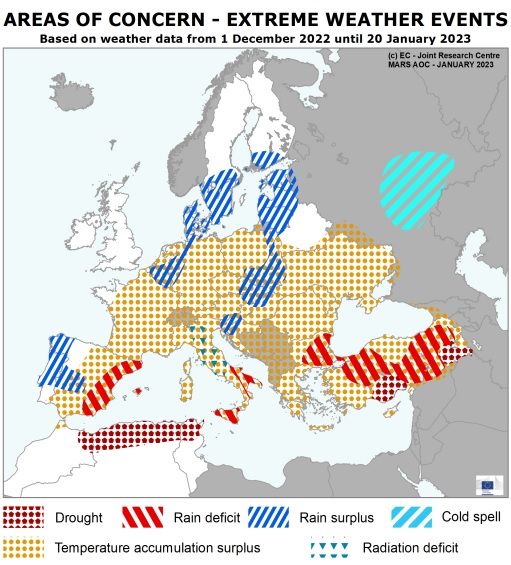 AREAS OF CONCERN - EXTREME WEATHER EVENTS
Based on weather data from 1 December 2022 until 20 January 2023
(c) EC - Joint Research Centre
MARS AOC - JANUARY 2023
Drought
Rain deficit
Rain surplus
Cold spell
Temperature accumulation surplus
Radiation deficit